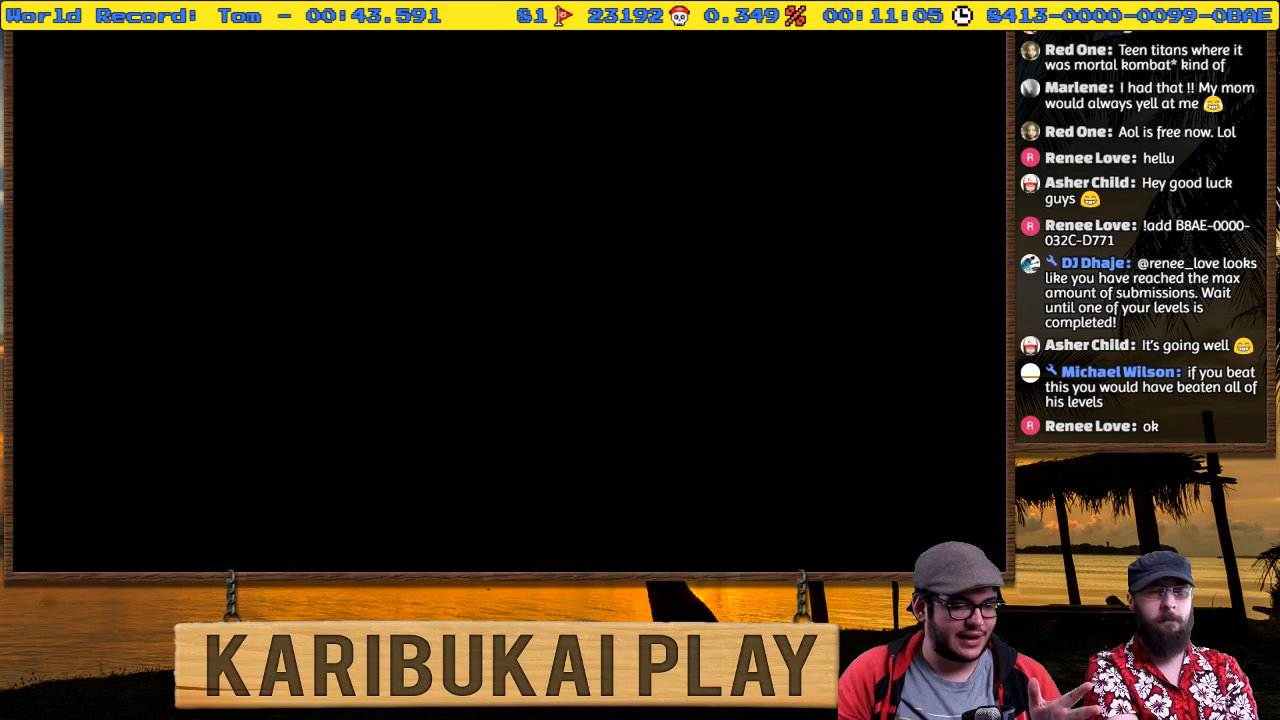 World Record: Tom - 00:43.591 81 23192 0.349% 00:11:05 8413-0000-0099-0BAE
Red One: Teen titans where it
was mortal kombat* kind of
Marlene: I had that !! My mom
would always yell at me 😁
Red One: Aol is free now. Lol
R Renee Love: hellu
Asher Child: Hey good luck
guys 😁
R Renee Love: !add B8AE-0000-
032C-D771
DJ Dhaje: @renee_love looks
like you have reached the max
amount of submissions. Wait
until one of your levels is
completed!
Asher Child: It's going well 😁
Michael Wilson: if you beat
this you would have beaten all of
his levels
R Renee Love: ok
KARIBUKAI PLAY